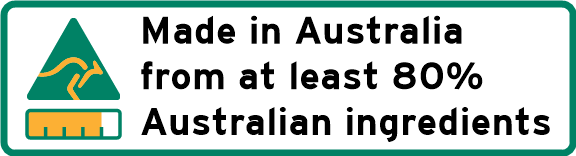 Made in Australia
from at least 80%
Australian ingredients